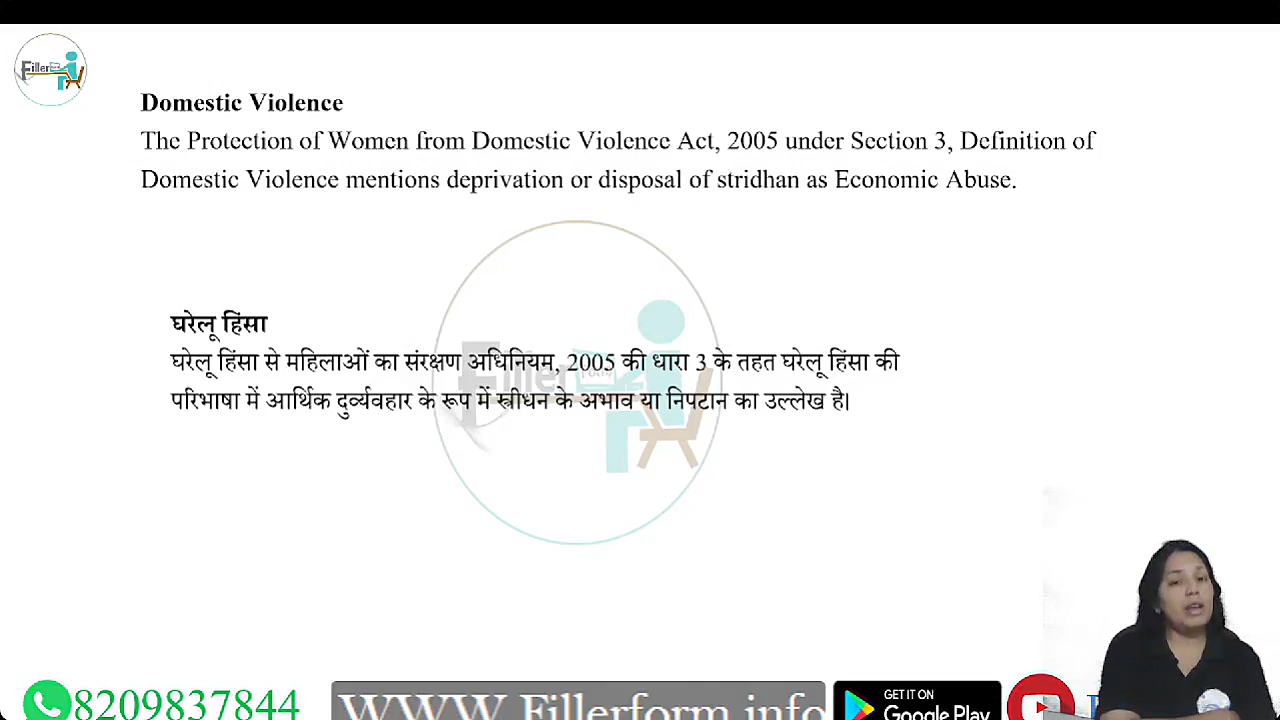 Filler
Domestic Violence
The Protection of Women from Domestic Violence Act, 2005 under Section 3, Definition of
Domestic Violence mentions deprivation or disposal of stridhan as Economic Abuse.
घरेलू हिंसा
घरेलू हिंसा से महिलाओं का संरक्षण अधिनियम, 2005 की धारा 3 के तहत घरेलू हिंसा की
परिभाषा में आर्थिक दुर्व्यवहार के रूप में स्त्रीधन के अभाव या निपटान का उल्लेख है।
Filler
8209837844
WWW.Fillerform.info
GET IT ON
Google Play